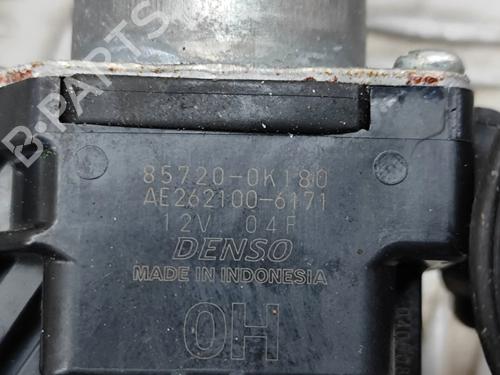 85720-0K180
AE262100-6171
12V 04F
DENSO
MADE IN INDONESIA
0H
B-PARTS